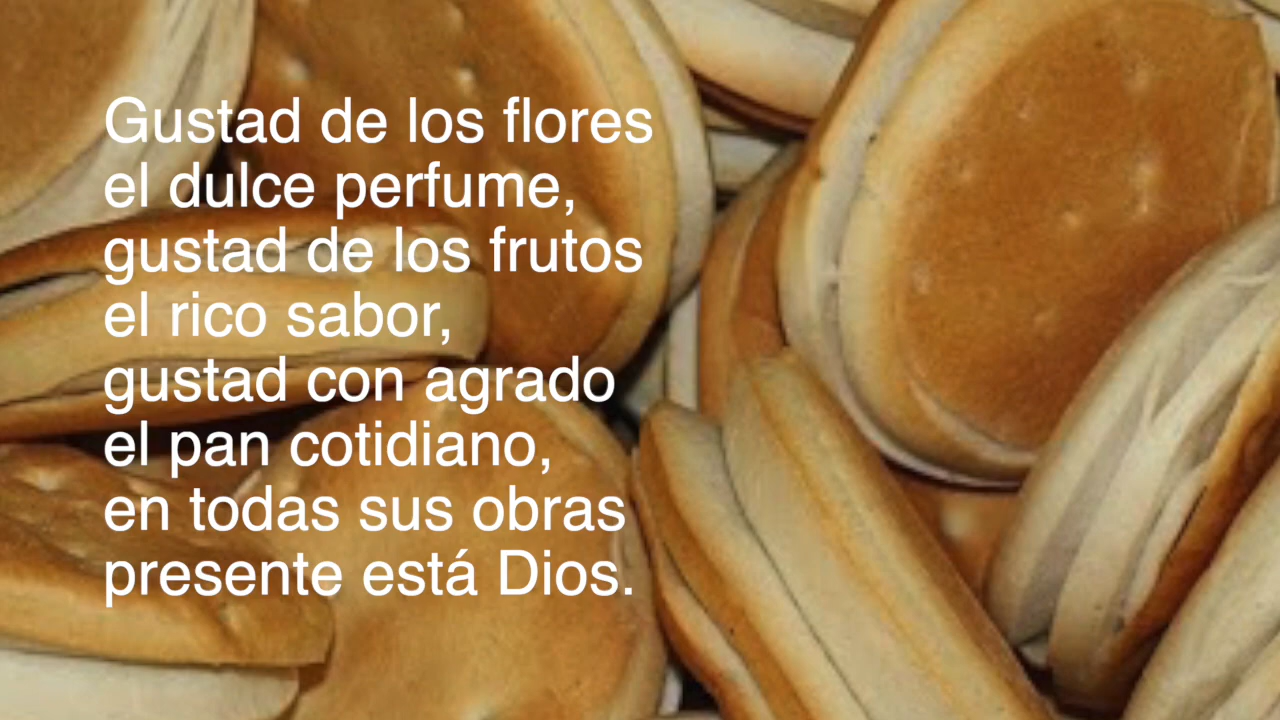 Gustad de los flores
el dulce perfume,
gustad de los frutos
el rico sabor,
gustad con agrado
el pan cotidiano,
en todas sus obras
presente está Dios.